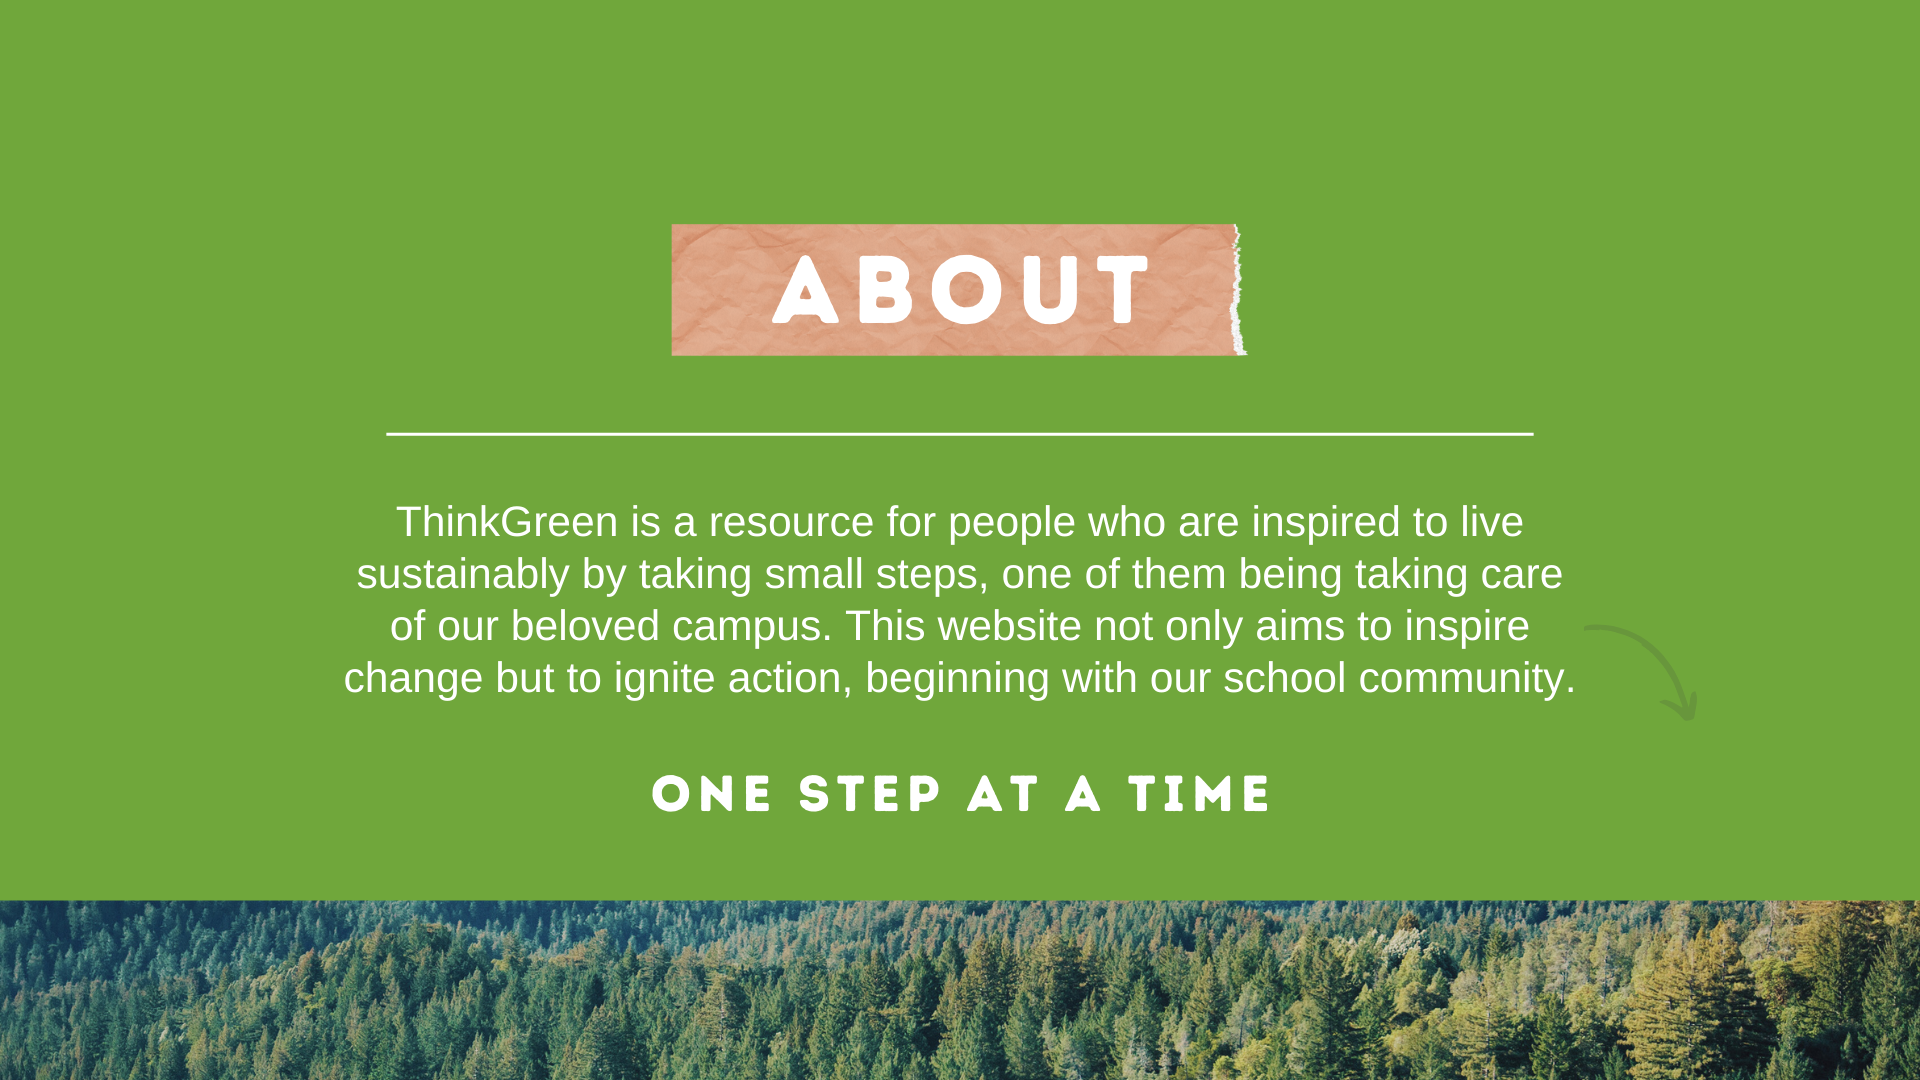 ABOUT
ThinkGreen is a resource for people who are inspired to live
sustainably by taking small steps, one of them being taking care
of our beloved campus. This website not only aims to inspire
change but to ignite action, beginning with our school community.
ONE STEP AT A TIME